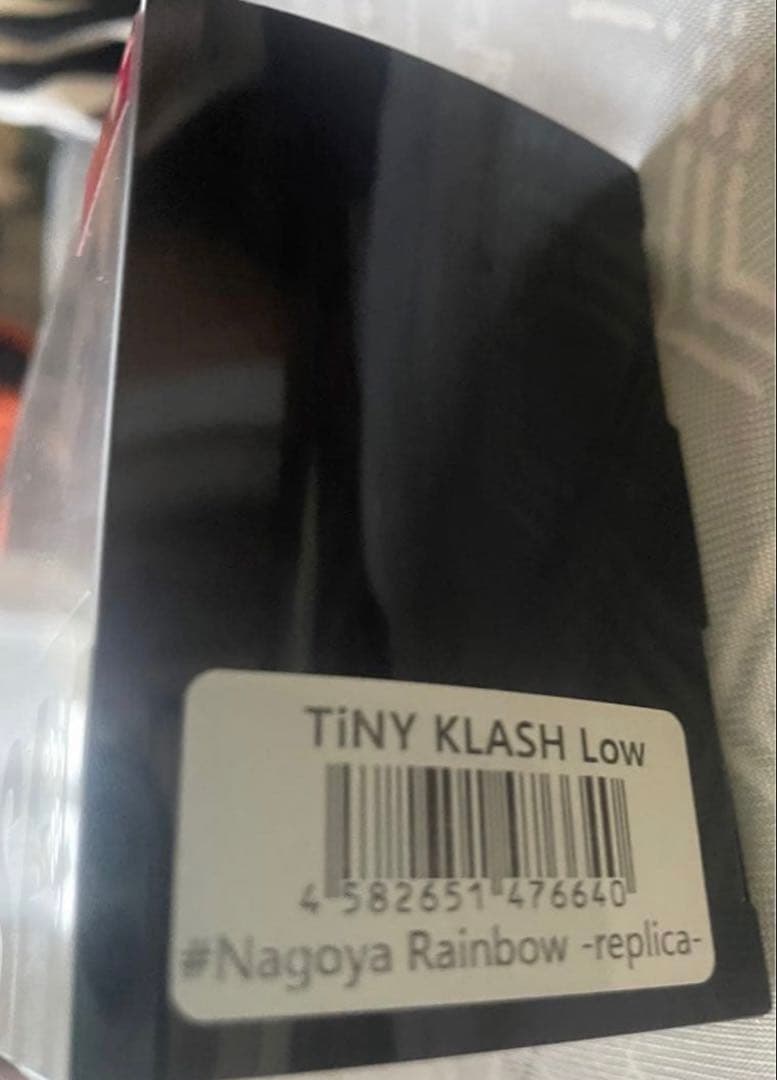 TiNY KLASH Low
4 582651 476640
#Nagoya Rainbow -replica-